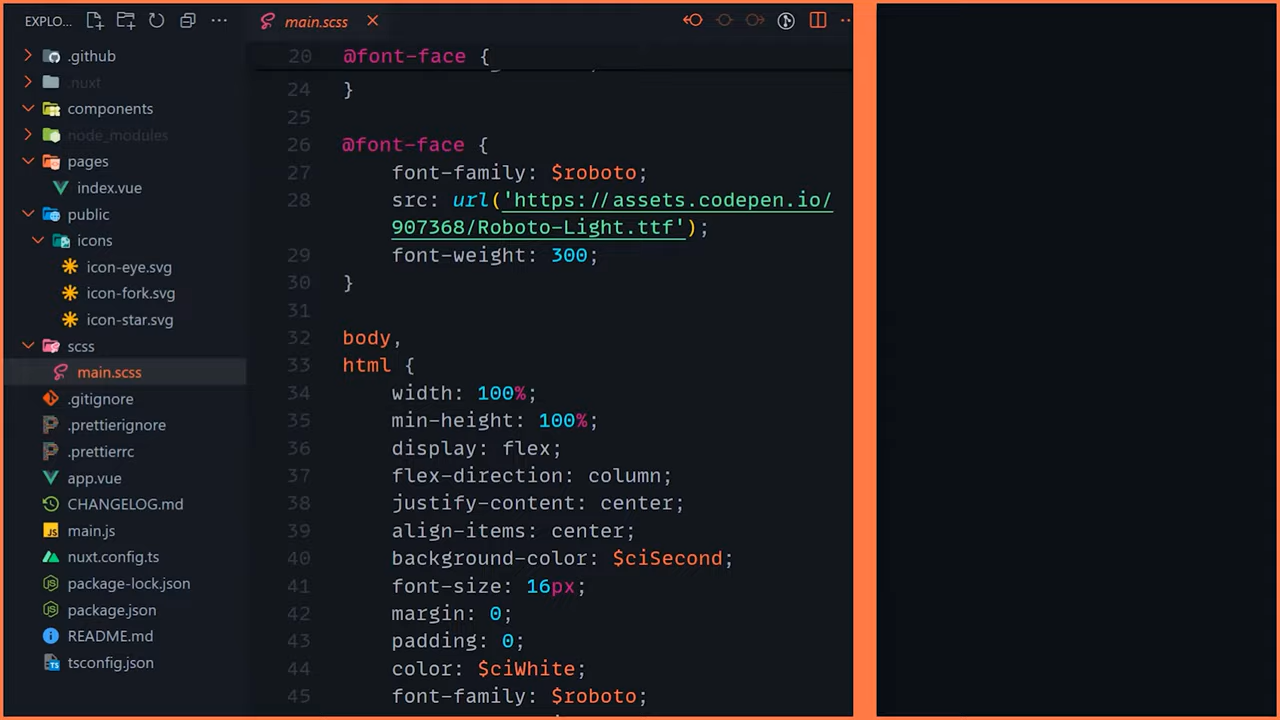 EXPLO...
.github
.nuxt
components
node_modules
pages
index.vue
public
icons
icon-eye.svg
icon-fork.svg
icon-star.svg
scss
main.scss
.gitignore
.prettierignore
.prettierrc
app.vue
CHANGELOG.md
main.js
nuxt.config.ts
package-lock.json
package.json
README.md
tsconfig.json
main.scss
20 @font-face {
24 }
25
26 @font-face {
27 font-family: $roboto;
28 src: url('https://assets.codepen.io/
907368/Roboto-Light.ttf');
29 font-weight: 300;
30 }
31
32 body,
33 html {
34 width: 100%;
35 min-height: 100%;
36 display: flex;
37 flex-direction: column;
38 justify-content: center;
39 align-items: center;
40 background-color: $ciSecond;
41 font-size: 16px;
42 margin: 0;
43 padding: 0;
44 color: $ciWhite;
45 font-family: $roboto;